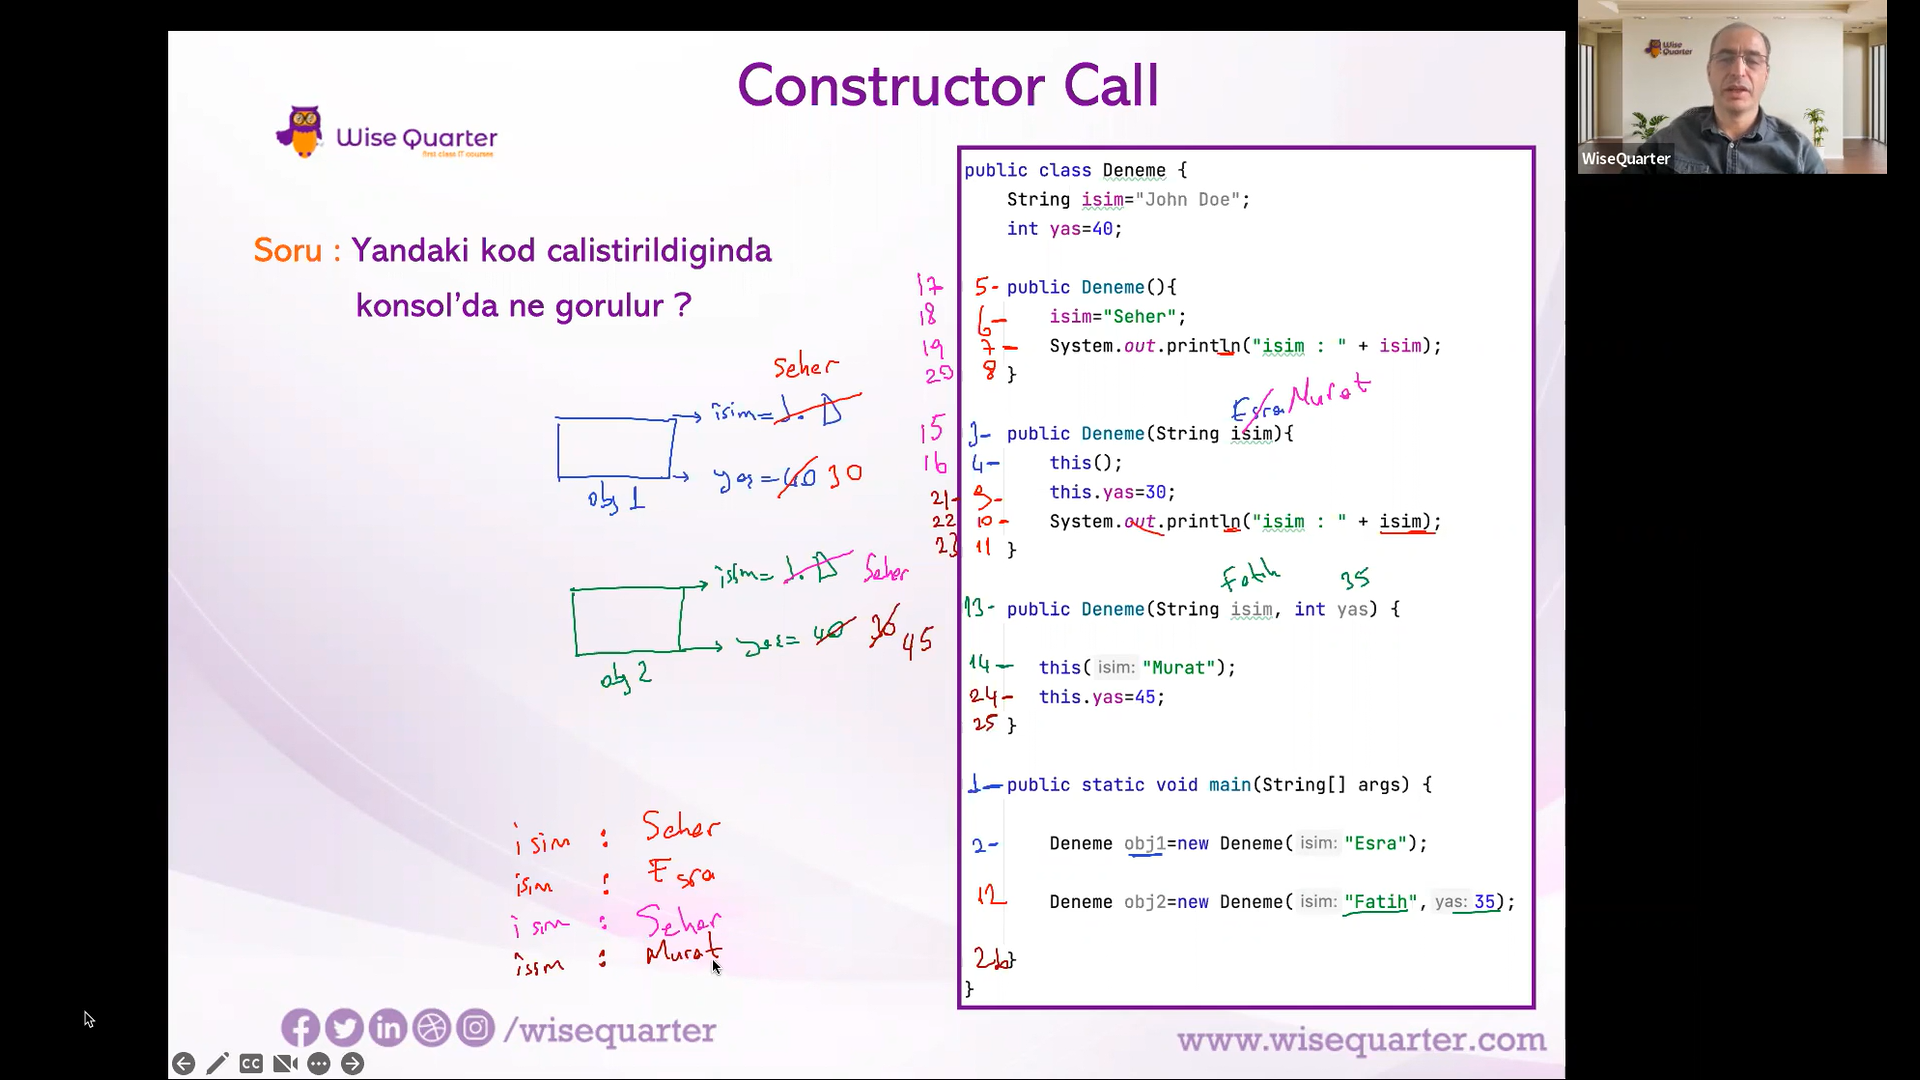 Constructor Call
Wise Quarter
first class IT courses
Wise Quarter
WiseQuarter
Soru : Yandaki kod calistirildiginda
konsol'da ne gorulur ?
public class Deneme {
String isim="John Doe";
int yas=40;
17 5- public Deneme(){
18 6- isim="Seher";
19 7- System.out.println("isim : " + isim);
20 8 }
Esra Murat
15 3- public Deneme(String isim){
16 4- this();
21- 9- this.yas=30;
22 10- System.out.println("isim : " + isim);
23 11 }
Fatih 35
13- public Deneme(String isim, int yas) {
14- this( isim: "Murat");
24- this.yas=45;
25 }
1- public static void main(String[] args) {
2- Deneme obj1=new Deneme( isim: "Esra");
12 Deneme obj2=new Deneme( isim: "Fatih", yas: 35);
26 }
}
Seher
isim = J. D
yas = 40 30
obj 1
isim = J. D Seher
yas = 40 30 45
obj 2
isim : Seher
isim : Esra
isim : Seher
isim : Murat
/wisequarter
www.wisequarter.com
CC